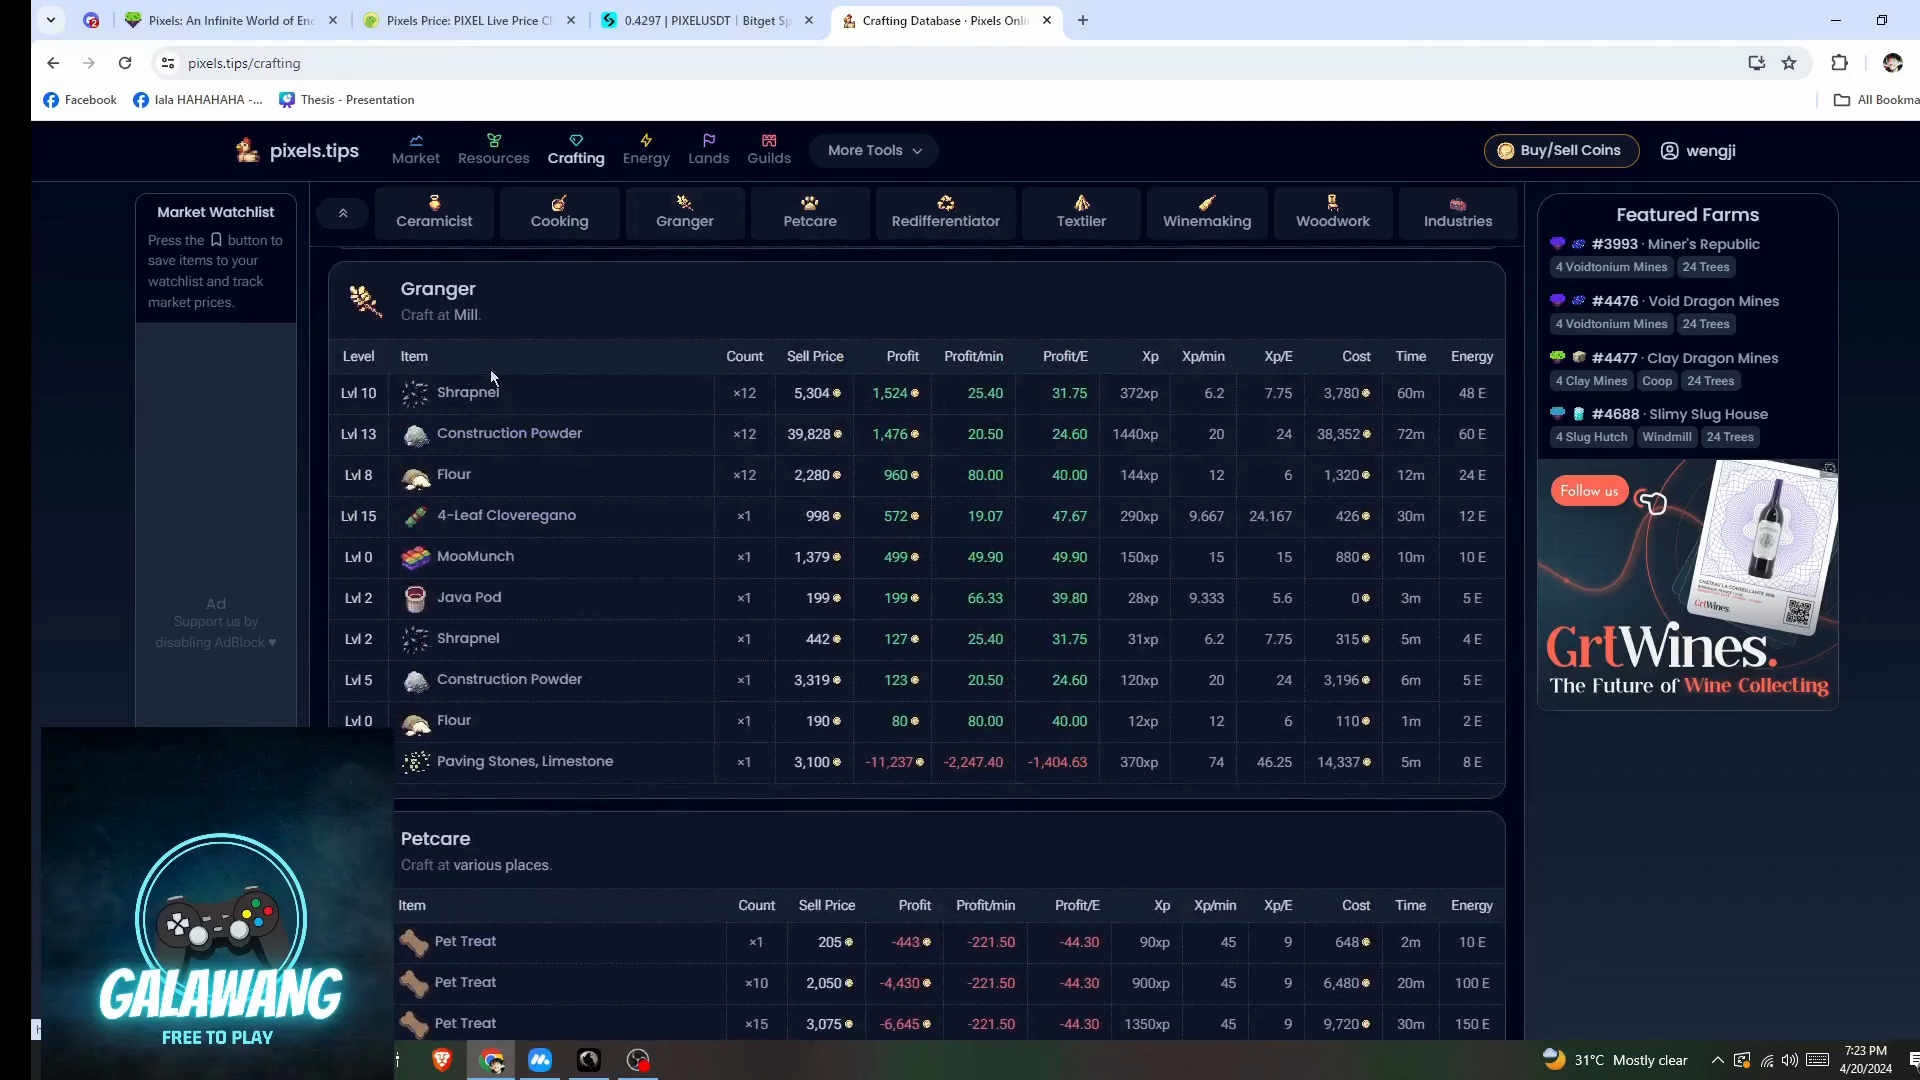 Pixels: An Infinite World of En
Pixels Price: PIXEL Live Price C
0.4297 | PIXELUSDT | Bitget Sp
Crafting Database · Pixels Onli
pixels.tips/crafting
Facebook
lala HAHAHAHA -...
Thesis - Presentation
All Bookma
pixels.tips
Market
Resources
Crafting
Energy
Lands
Guilds
More Tools
Buy/Sell Coins
wengji
Market Watchlist
Press the button to
save items to your
watchlist and track
market prices.
Ad
Support us by
disabling AdBlock ♥
Ceramicist
Cooking
Granger
Petcare
Redifferentiator
Textiler
Winemaking
Woodwork
Industries
Granger
Craft at Mill.
Level Item Count Sell Price Profit Profit/min Profit/E Xp Xp/min Xp/E Cost Time Energy
Lvl 10 Shrapnel ×12 5,304 1,524 25.40 31.75 372xp 6.2 7.75 3,780 60m 48 E
Lvl 13 Construction Powder ×12 39,828 1,476 20.50 24.60 1440xp 20 24 38,352 72m 60 E
Lvl 8 Flour ×12 2,280 960 80.00 40.00 144xp 12 6 1,320 12m 24 E
Lvl 15 4-Leaf Cloveregano ×1 998 572 19.07 47.67 290xp 9.667 24.167 426 30m 12 E
Lvl 0 MooMunch ×1 1,379 499 49.90 49.90 150xp 15 15 880 10m 10 E
Lvl 2 Java Pod ×1 199 199 66.33 39.80 28xp 9.333 5.6 0 3m 5 E
Lvl 2 Shrapnel ×1 442 127 25.40 31.75 31xp 6.2 7.75 315 5m 4 E
Lvl 5 Construction Powder ×1 3,319 123 20.50 24.60 120xp 20 24 3,196 6m 5 E
Lvl 0 Flour ×1 190 80 80.00 40.00 12xp 12 6 110 1m 2 E
Paving Stones, Limestone ×1 3,100 -11,237 -2,247.40 -1,404.63 370xp 74 46.25 14,337 5m 8 E
Petcare
Craft at various places.
Item Count Sell Price Profit Profit/min Profit/E Xp Xp/min Xp/E Cost Time Energy
Pet Treat ×1 205 -443 -221.50 -44.30 90xp 45 9 648 2m 10 E
Pet Treat ×10 2,050 -4,430 -221.50 -44.30 900xp 45 9 6,480 20m 100 E
Pet Treat ×15 3,075 -6,645 -221.50 -44.30 1350xp 45 9 9,720 30m 150 E
Featured Farms
#3993 · Miner's Republic
4 Voidtonium Mines 24 Trees
#4476 · Void Dragon Mines
4 Voidtonium Mines 24 Trees
#4477 · Clay Dragon Mines
4 Clay Mines Coop 24 Trees
#4688 · Slimy Slug House
4 Slug Hutch Windmill 24 Trees
Follow us
GrtWines.
The Future of Wine Collecting
GALAWANG
FREE TO PLAY
31°C Mostly clear
7:23 PM
4/20/2024